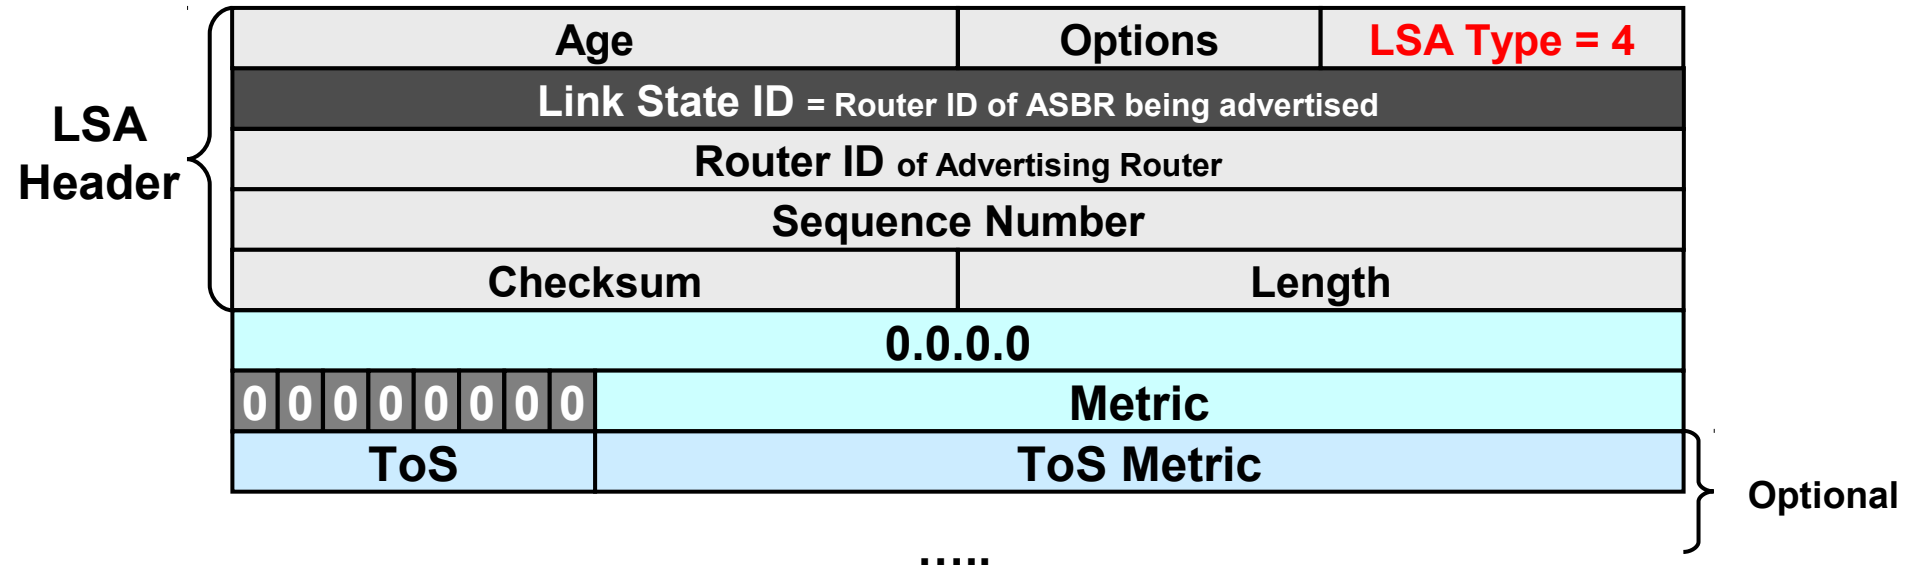 Age Options LSA Type = 4
Link State ID = Router ID of ASBR being advertised
LSA
Header
Router ID of Advertising Router
Sequence Number
Checksum Length
0.0.0.0
0 0 0 0 0 0 0 0 Metric
ToS ToS Metric
Optional
.....